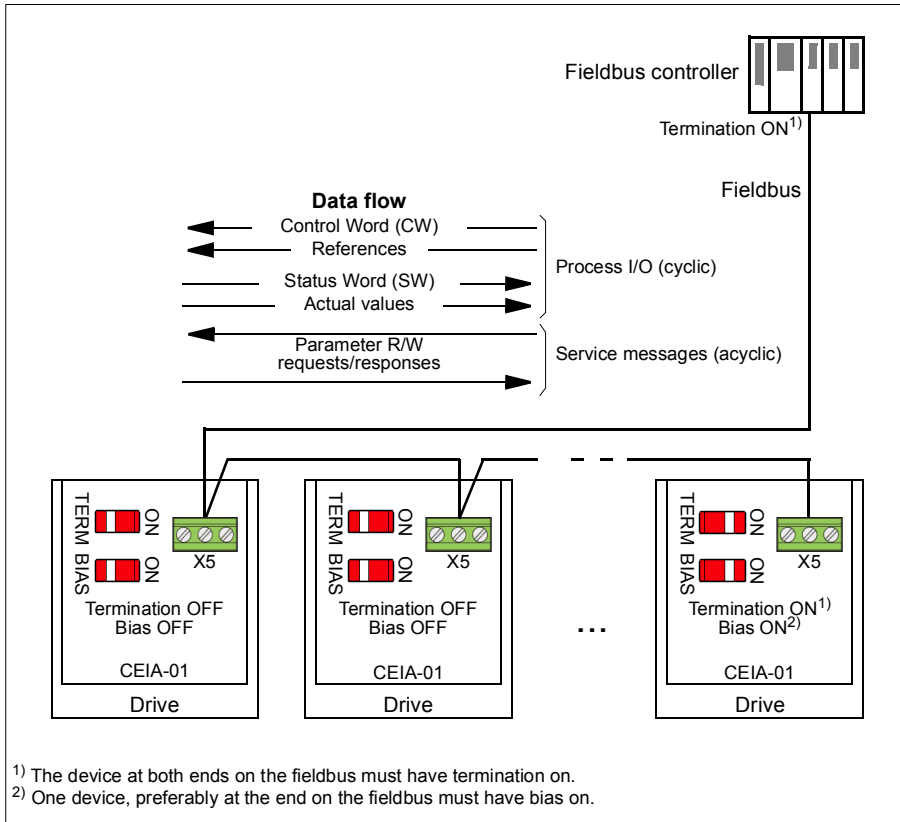 Fieldbus controller
Termination ON1)
Fieldbus
Data flow
Control Word (CW)
References
Status Word (SW)
Actual values
Process I/O (cyclic)
Parameter R/W
requests/responses
Service messages (acyclic)
TERM
ON
BIAS
ON
X5
Termination OFF
Bias OFF
CEIA-01
Drive
TERM
ON
BIAS
ON
X5
Termination OFF
Bias OFF
CEIA-01
Drive
...
TERM
ON
BIAS
ON
X5
Termination ON1)
Bias ON2)
CEIA-01
Drive
1) The device at both ends on the fieldbus must have termination on.
2) One device, preferably at the end on the fieldbus must have bias on.